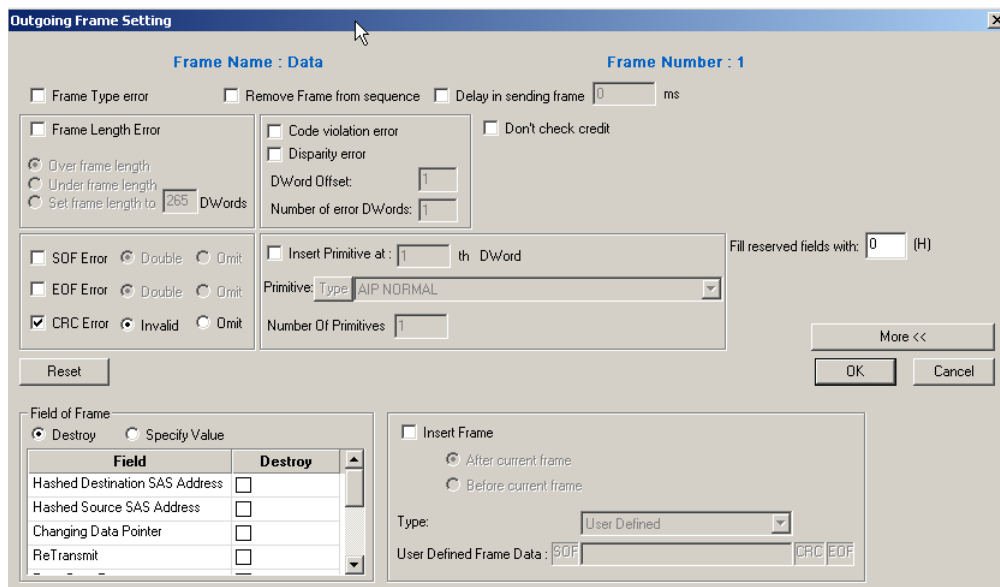 Outgoing Frame Setting
Frame Name : Data
Frame Number : 1
Frame Type error
Remove Frame from sequence
Delay in sending frame 0 ms
Frame Length Error
Over frame length
Under frame length
Set frame length to 265 DWords
Code violation error
Disparity error
DWord Offset: 1
Number of error DWords: 1
Don't check credit
SOF Error Double Omit
EOF Error Double Omit
CRC Error Invalid Omit
Insert Primitive at : 1 th DWord
Primitive: Type AIP NORMAL
Number Of Primitives 1
Fill reserved fields with: 0 (H)
More <<
Reset
OK
Cancel
Field of Frame
Destroy Specify Value
Field Destroy
Hashed Destination SAS Address
Hashed Source SAS Address
Changing Data Pointer
ReTransmit
Insert Frame
After current frame
Before current frame
Type: User Defined
User Defined Frame Data : SOF CRC EOF